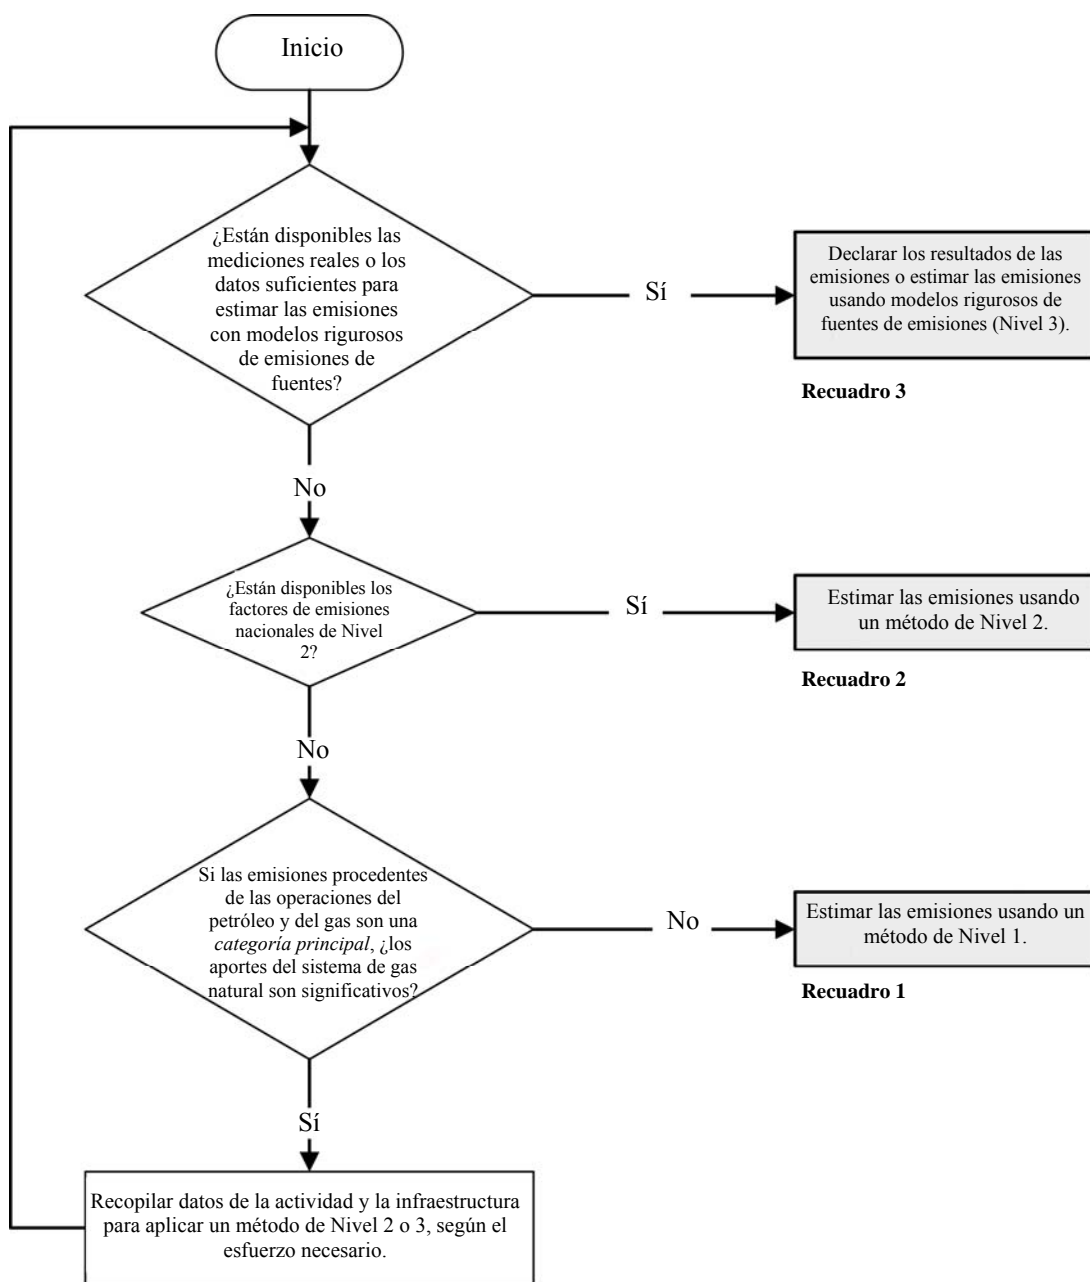 Inicio
¿Están disponibles las
mediciones reales o los
datos suficientes para
estimar las emisiones
con modelos rigurosos
de emisiones de
fuentes?
Sí
Declarar los resultados de las
emisiones o estimar las emisiones
usando modelos rigurosos de
fuentes de emisiones (Nivel 3).
Recuadro 3
No
¿Están disponibles los
factores de emisiones
nacionales de Nivel
2?
Sí
Estimar las emisiones usando
un método de Nivel 2.
Recuadro 2
No
Si las emisiones procedentes
de las operaciones del
petróleo y del gas son una
categoría principal, ¿los
aportes del sistema de gas
natural son significativos?
No
Estimar las emisiones usando un
método de Nivel 1.
Recuadro 1
Sí
Recopilar datos de la actividad y la infraestructura
para aplicar un método de Nivel 2 o 3, según el
esfuerzo necesario.